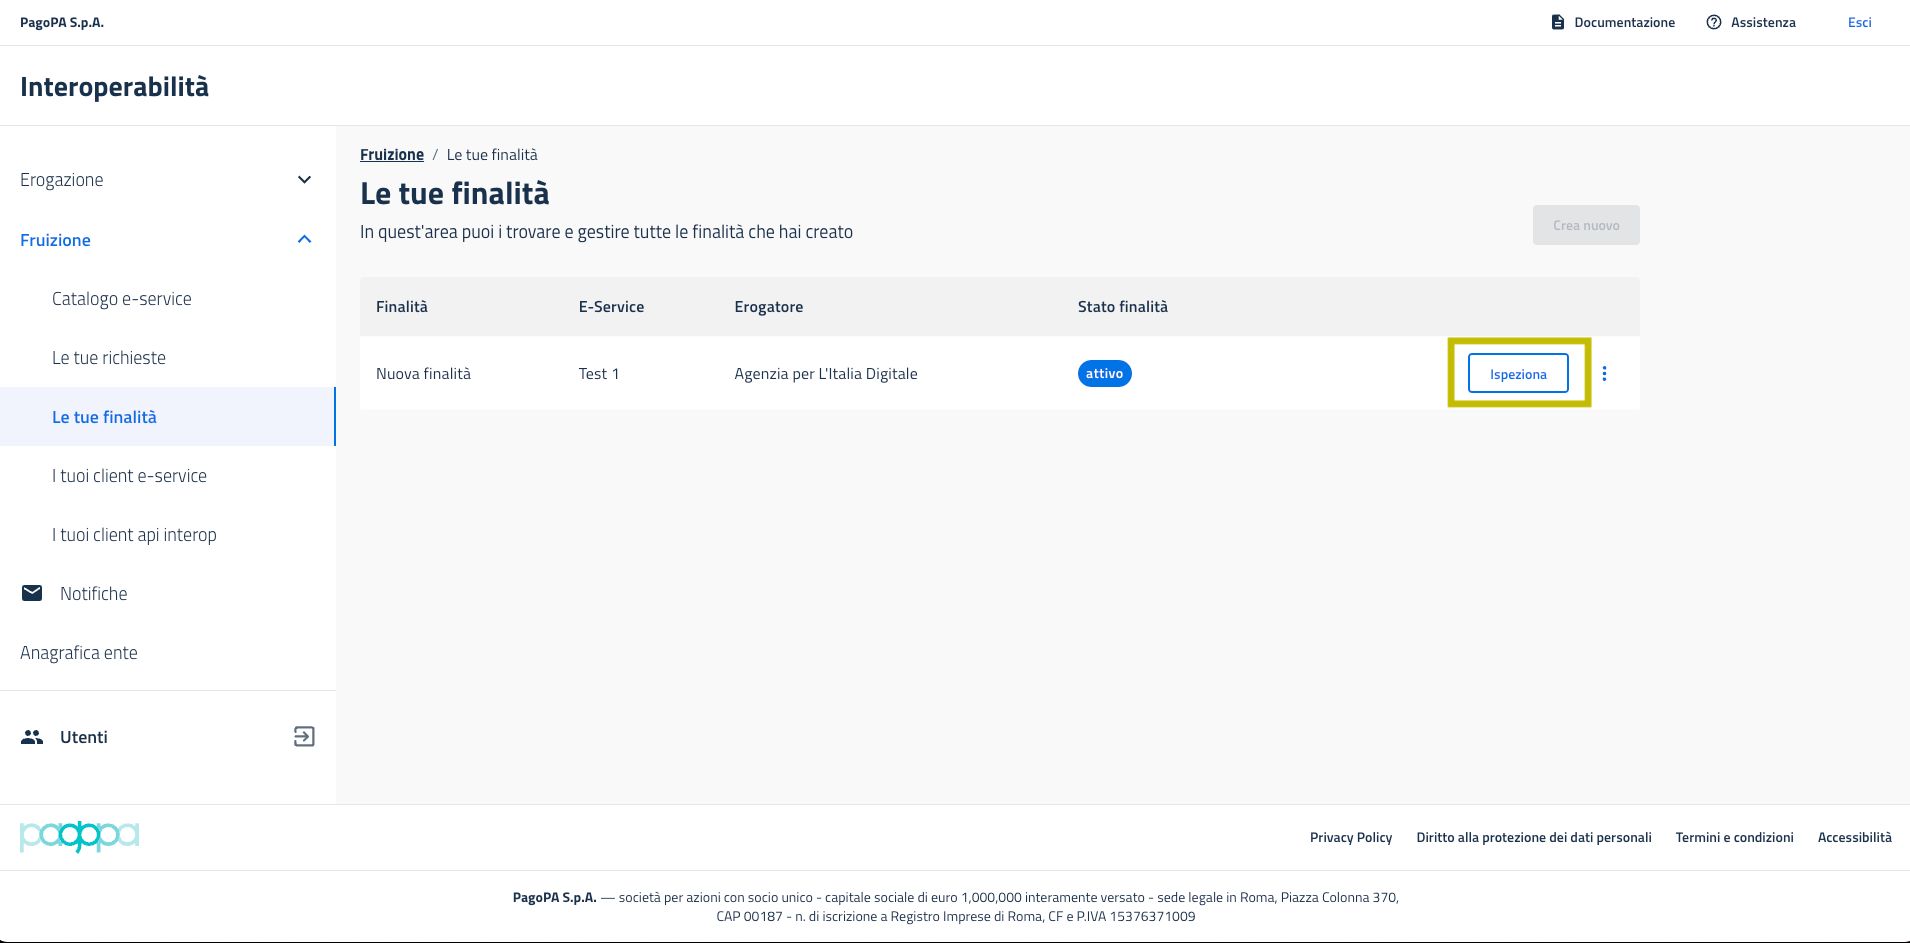 PagoPA S.p.A.
Documentazione
Assistenza
Esci
Interoperabilità
Erogazione
Fruizione
Catalogo e-service
Le tue richieste
Le tue finalità
I tuoi client e-service
I tuoi client api interop
Notifiche
Anagrafica ente
Utenti
Fruizione / Le tue finalità
Le tue finalità
In quest'area puoi i trovare e gestire tutte le finalità che hai creato
Crea nuovo
Finalità E-Service Erogatore Stato finalità
Nuova finalità Test 1 Agenzia per L'Italia Digitale attivo Ispeziona
pagopa
Privacy Policy Diritto alla protezione dei dati personali Termini e condizioni Accessibilità
PagoPA S.p.A. — società per azioni con socio unico - capitale sociale di euro 1,000,000 interamente versato - sede legale in Roma, Piazza Colonna 370,
CAP 00187 - n. di iscrizione a Registro Imprese di Roma, CF e P.IVA 15376371009